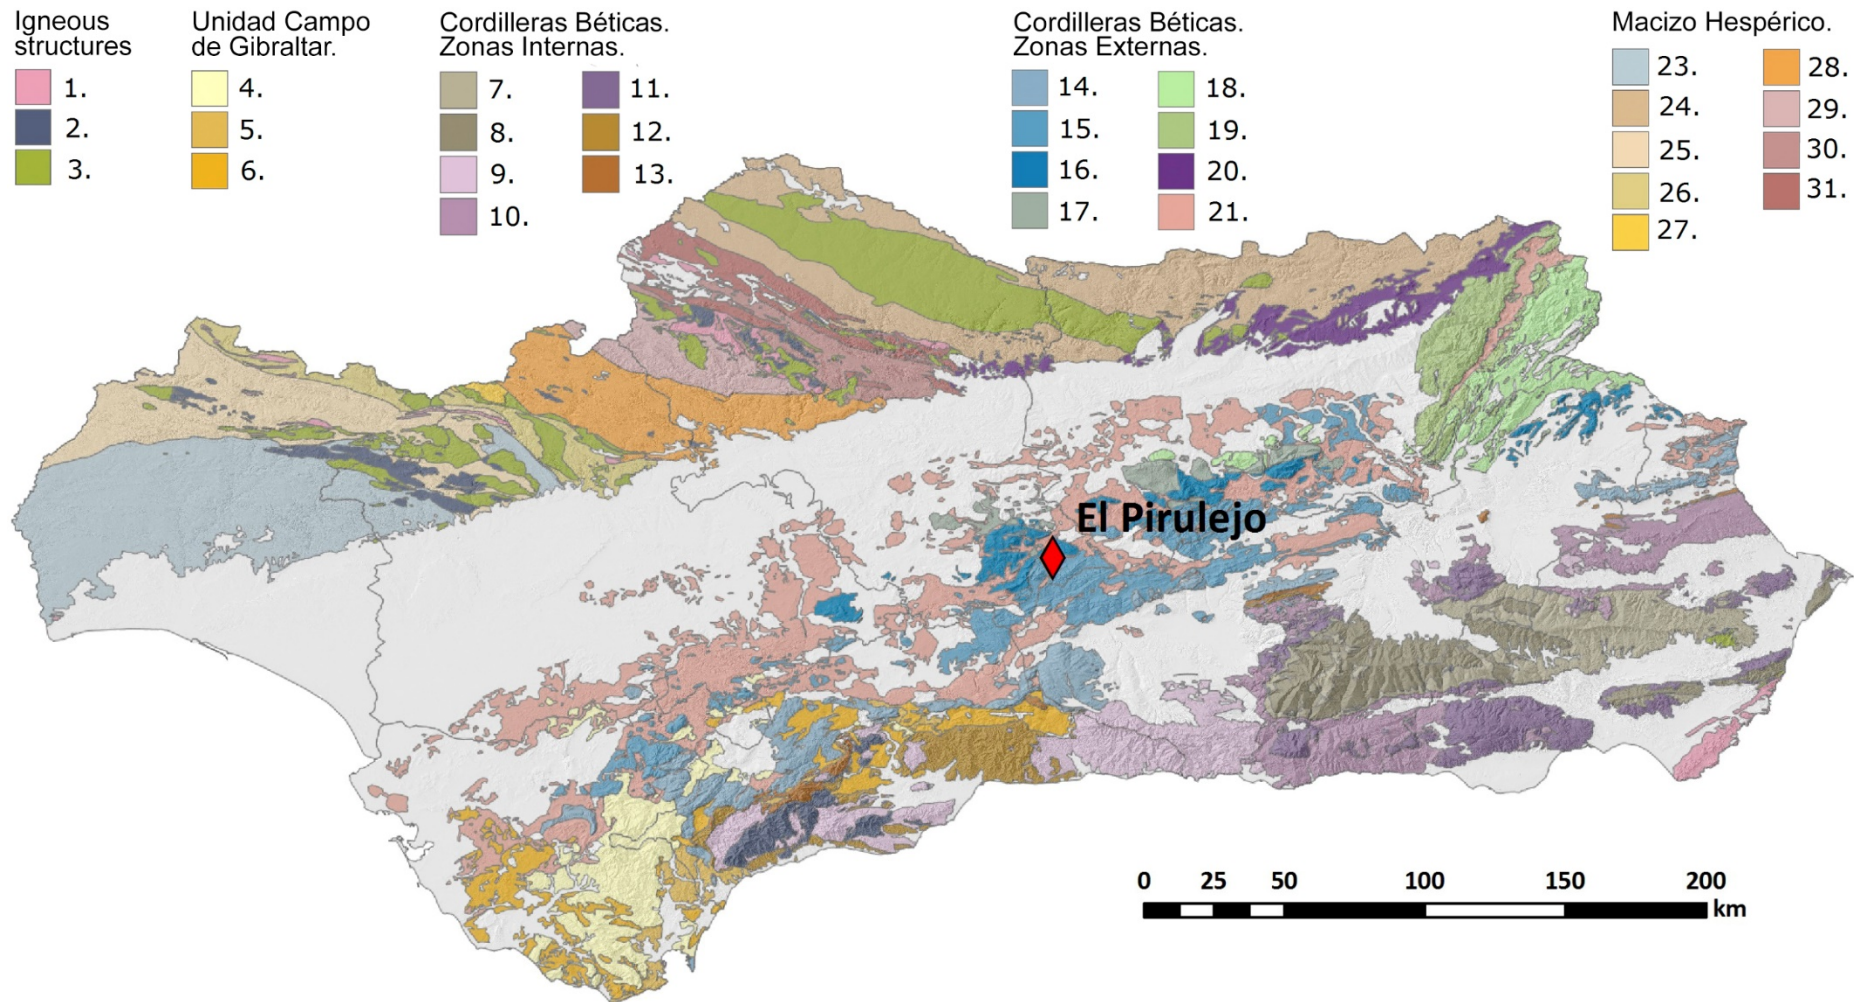 Igneous
structures
1.
2.
3.
Unidad Campo
de Gibraltar.
4.
5.
6.
Cordilleras Béticas.
Zonas Internas.
7.
8.
9.
10.
11.
12.
13.
Cordilleras Béticas.
Zonas Externas.
14.
15.
16.
17.
18.
19.
20.
21.
Macizo Hespérico.
23.
24.
25.
26.
27.
28.
29.
30.
31.
El Pirulejo
0 25 50 100 150 200
km